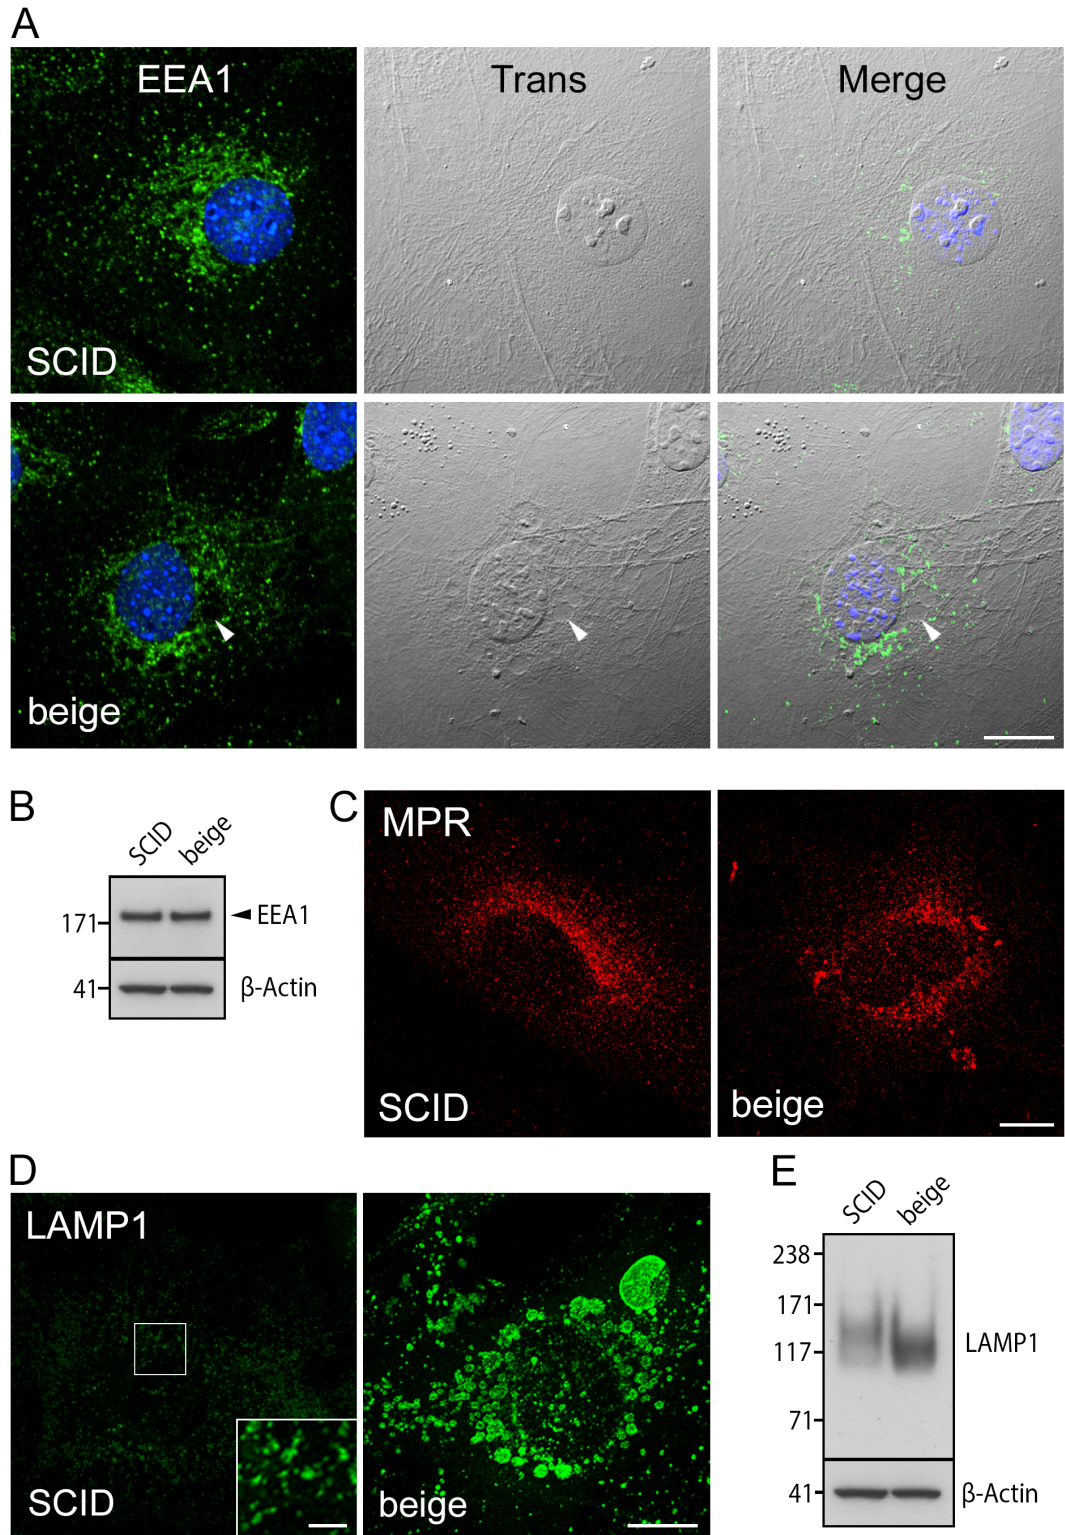 A
EEA1 Trans Merge
SCID
beige
B
SCID beige
171 EEA1
41 β-Actin
C
MPR
SCID beige
D
LAMP1
SCID beige
E
SCID beige
238
171
117 LAMP1
71
41 β-Actin